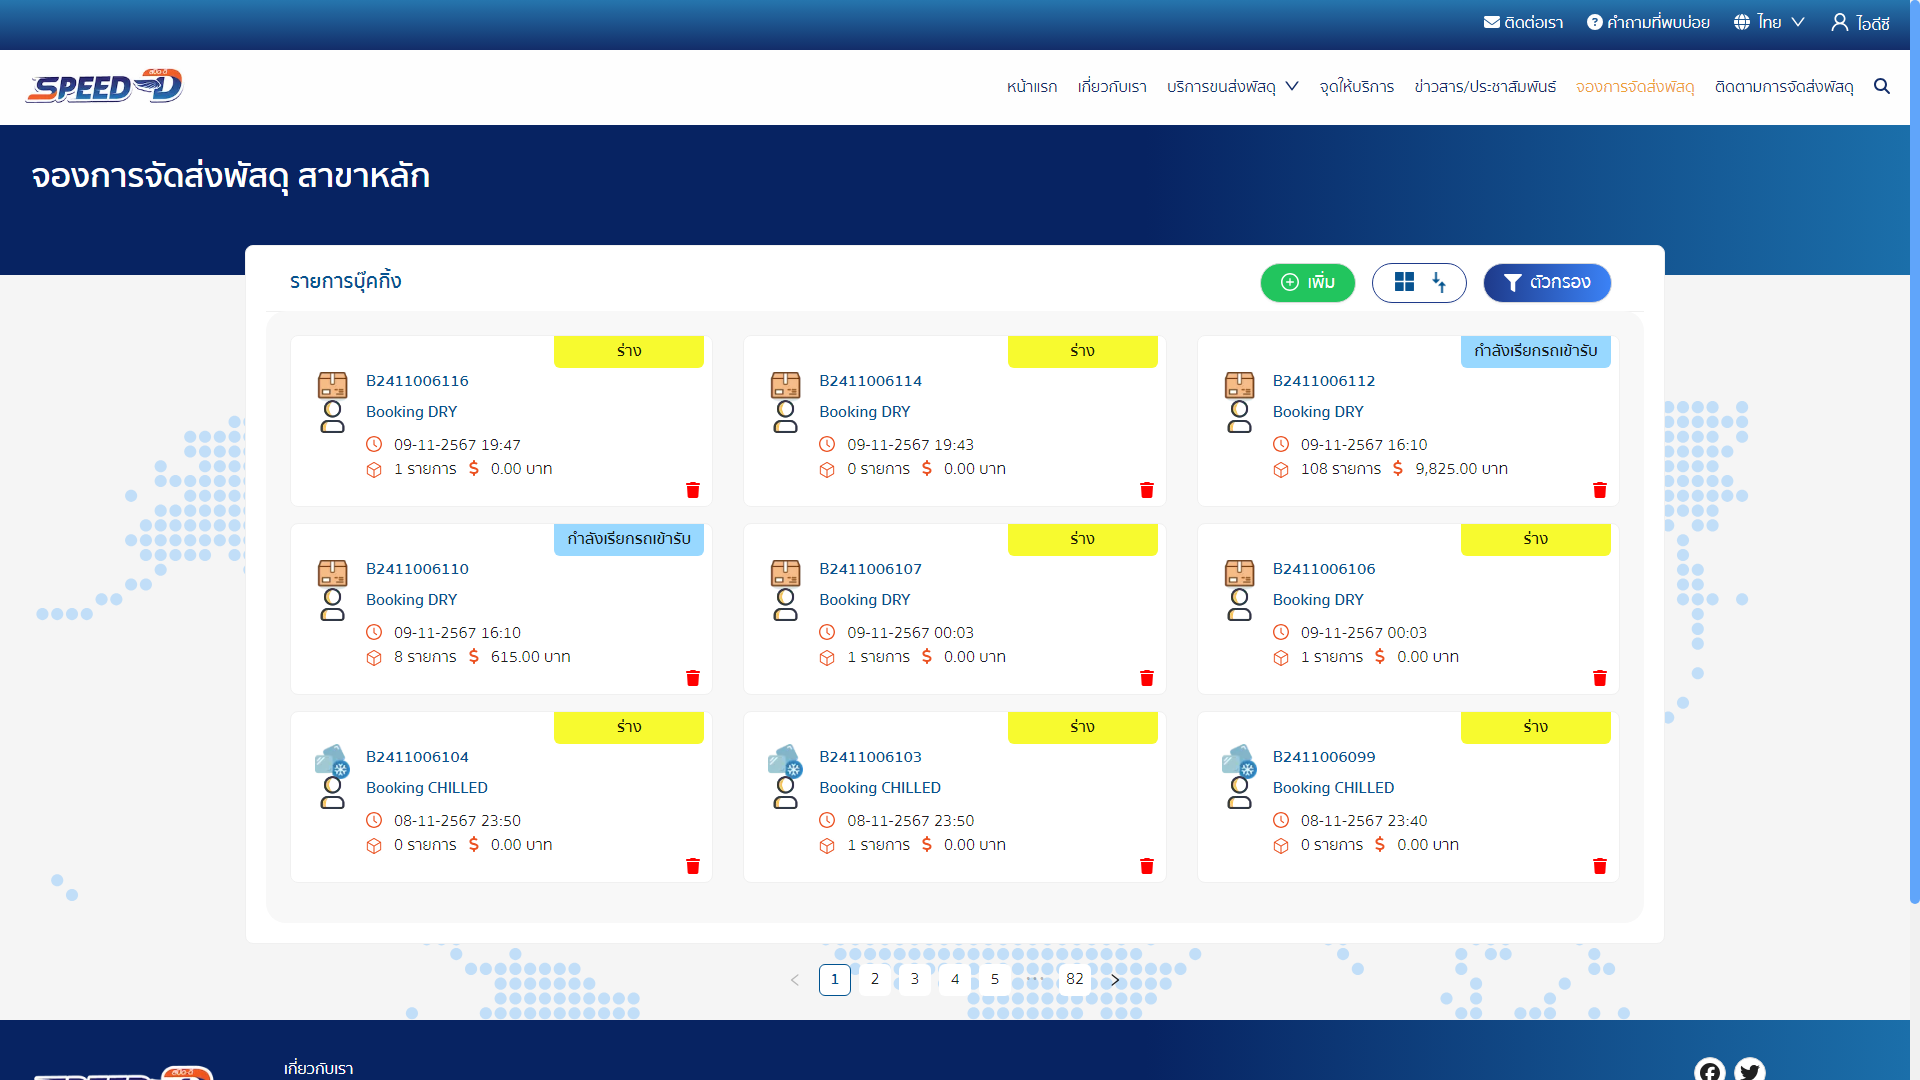 ติดต่อเรา คำถามที่พบบ่อย ไทย ไอดีซี
SPEED-D สปีด-ดี
หน้าแรก เกี่ยวกับเรา บริการขนส่งพัสดุ จุดให้บริการ ข่าวสาร/ประชาสัมพันธ์ จองการจัดส่งพัสดุ ติดตามการจัดส่งพัสดุ
จองการจัดส่งพัสดุ สาขาหลัก
รายการบุ๊คกิ้ง
เพิ่ม ตัวกรอง
ร่าง
B2411006116
Booking DRY
09-11-2567 19:47
1 รายการ $ 0.00 บาท
ร่าง
B2411006114
Booking DRY
09-11-2567 19:43
0 รายการ $ 0.00 บาท
กำลังเรียกรถเข้ารับ
B2411006112
Booking DRY
09-11-2567 16:10
108 รายการ $ 9,825.00 บาท
กำลังเรียกรถเข้ารับ
B2411006110
Booking DRY
09-11-2567 16:10
8 รายการ $ 615.00 บาท
ร่าง
B2411006107
Booking DRY
09-11-2567 00:03
1 รายการ $ 0.00 บาท
ร่าง
B2411006106
Booking DRY
09-11-2567 00:03
1 รายการ $ 0.00 บาท
ร่าง
B2411006104
Booking CHILLED
08-11-2567 23:50
0 รายการ $ 0.00 บาท
ร่าง
B2411006103
Booking CHILLED
08-11-2567 23:50
1 รายการ $ 0.00 บาท
ร่าง
B2411006099
Booking CHILLED
08-11-2567 23:40
0 รายการ $ 0.00 บาท
< 1 2 3 4 5 ••• 82 >
เกี่ยวกับเรา